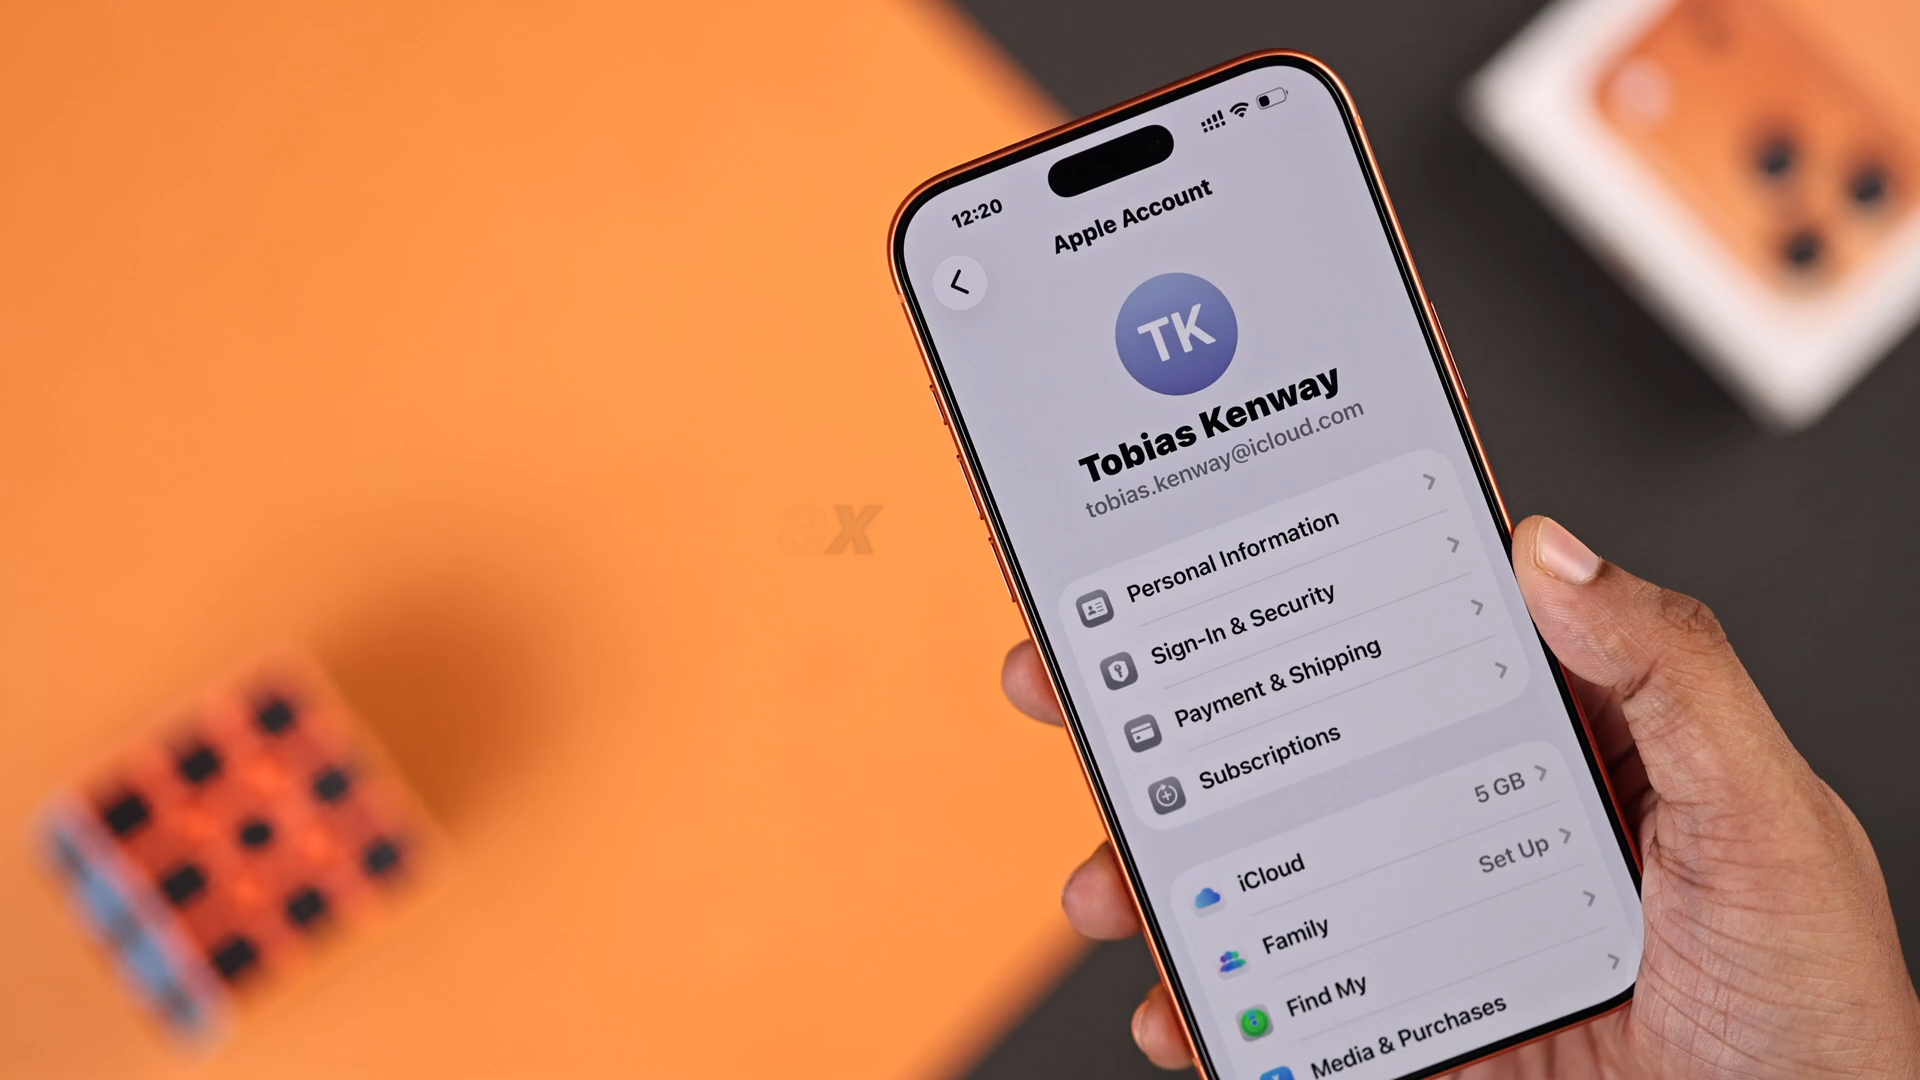 12:20
Apple Account
TK
Tobias Kenway
tobias.kenway@icloud.com
Personal Information
Sign-In & Security
Payment & Shipping
Subscriptions
iCloud 5 GB
Family Set Up
Find My
Media & Purchases
ax